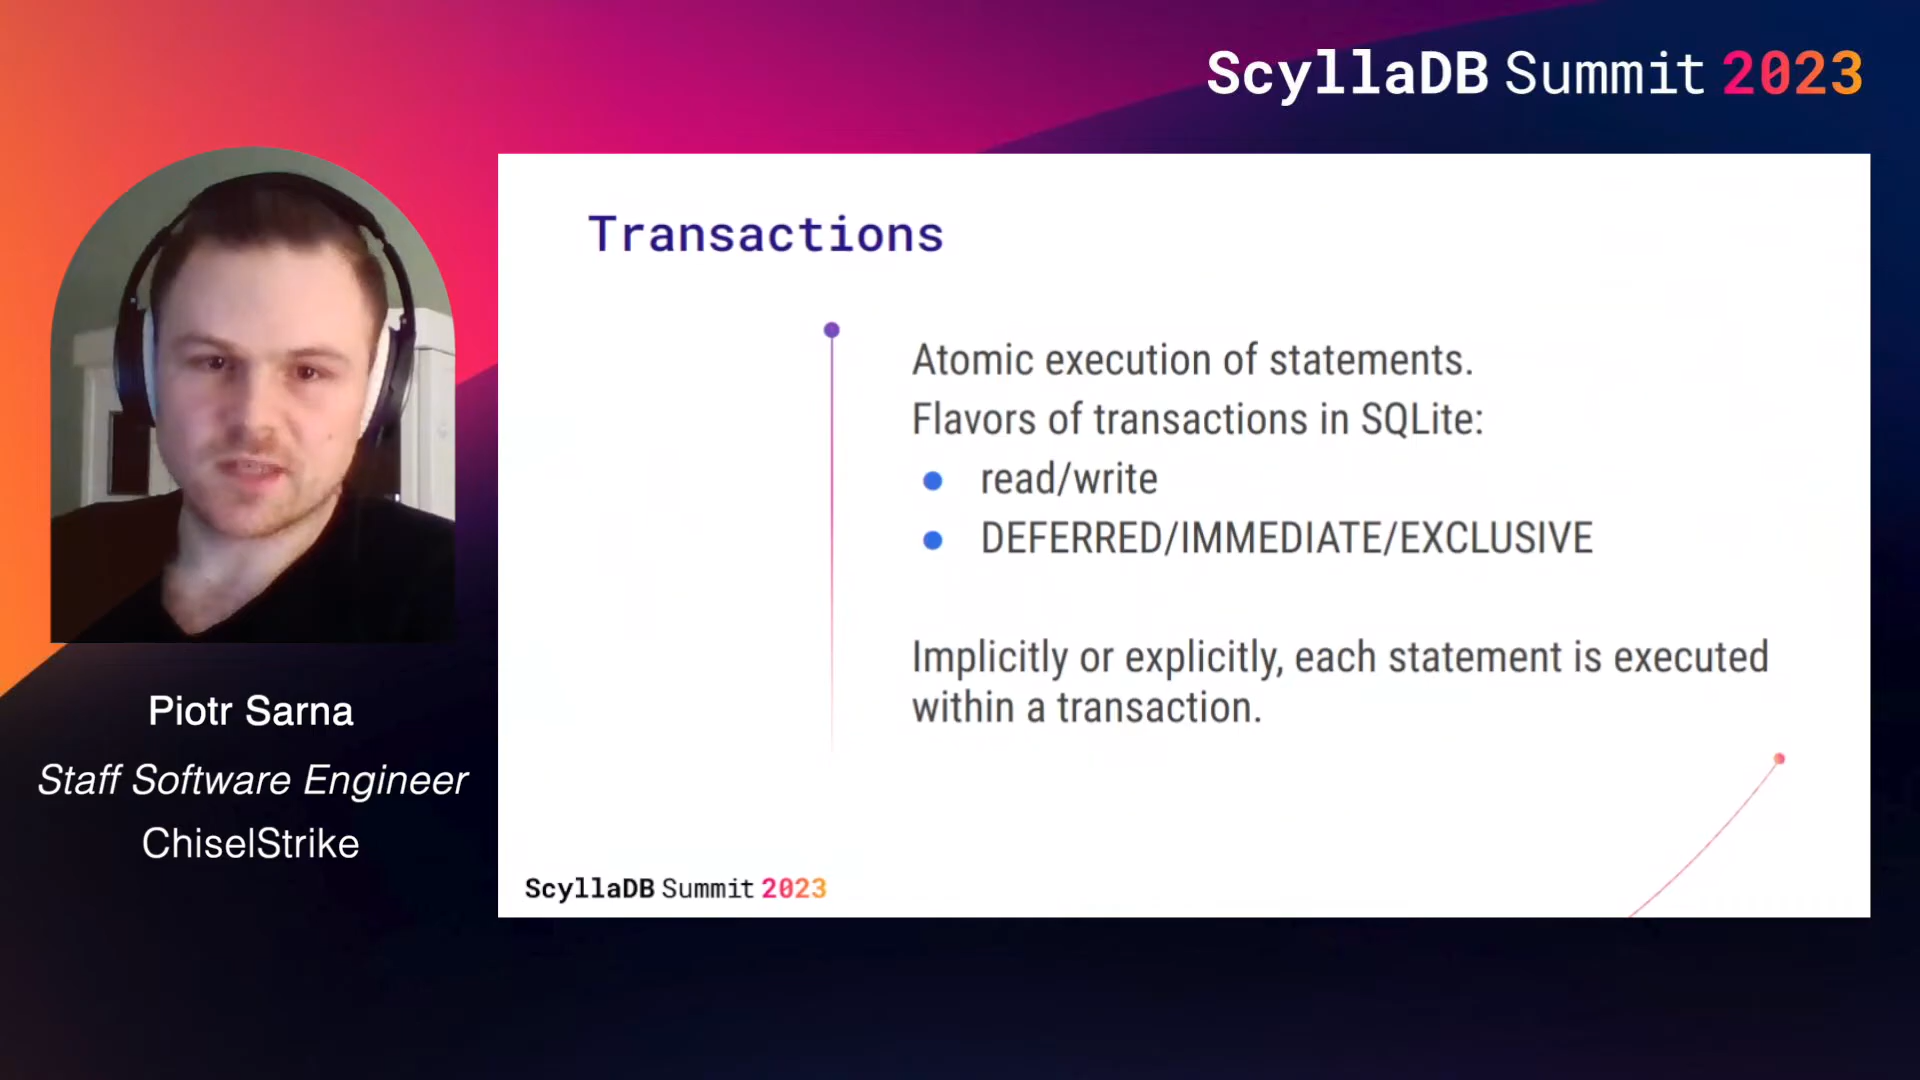 ScyllaDB Summit 2023
Transactions
Atomic execution of statements.
Flavors of transactions in SQLite:
read/write
DEFERRED/IMMEDIATE/EXCLUSIVE
Implicitly or explicitly, each statement is executed
within a transaction.
ScyllaDB Summit 2023
Piotr Sarna
Staff Software Engineer
ChiselStrike